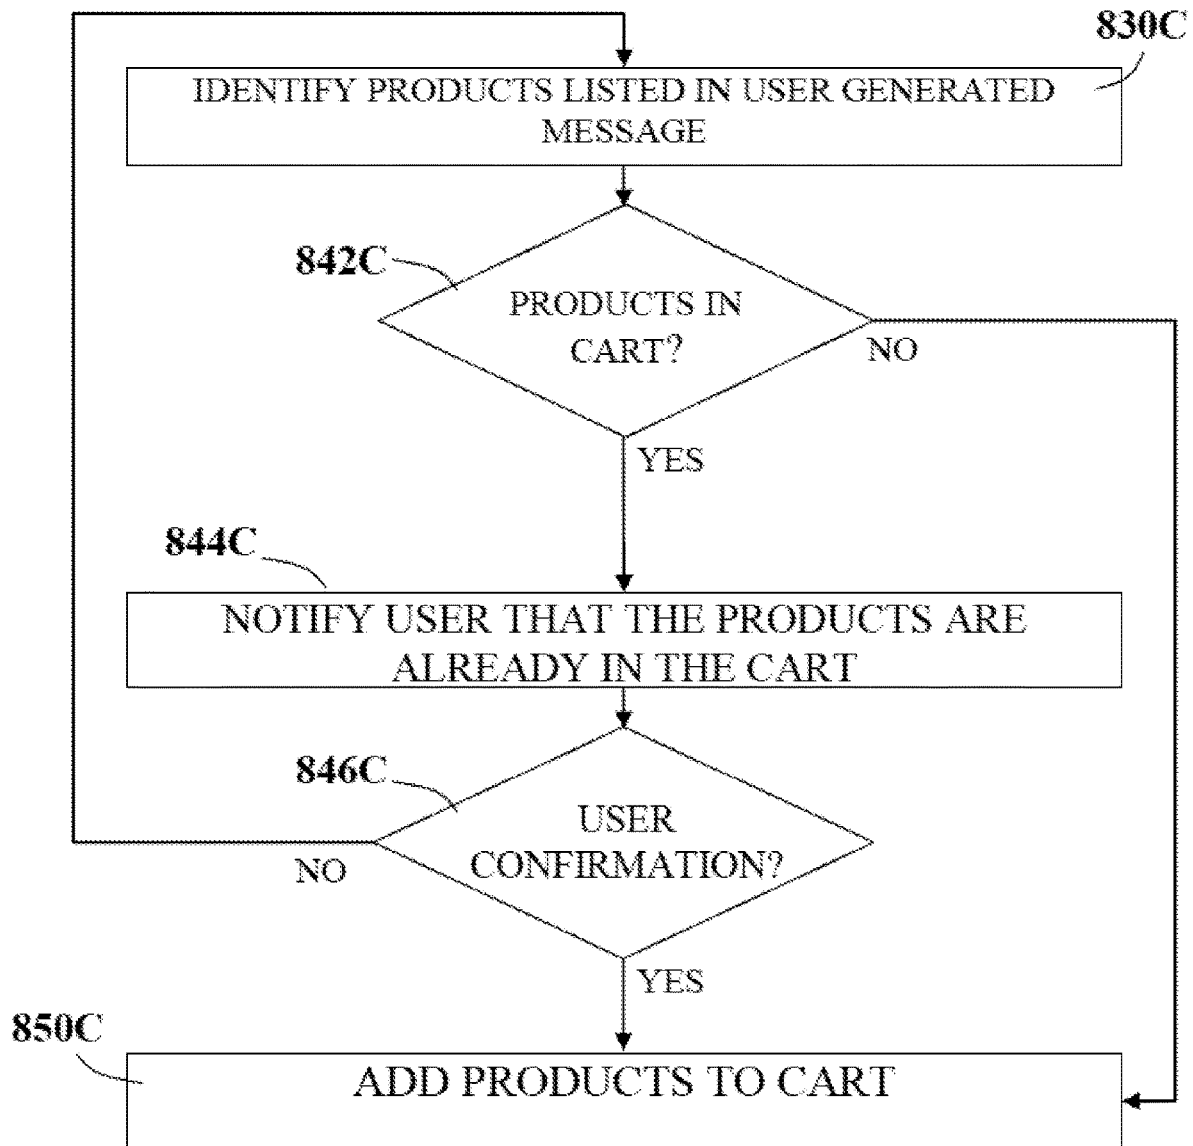 830C
IDENTIFY PRODUCTS LISTED IN USER GENERATED
MESSAGE
842C
PRODUCTS IN
CART?
NO
YES
844C
NOTIFY USER THAT THE PRODUCTS ARE
ALREADY IN THE CART
846C
USER
CONFIRMATION?
NO
YES
850C
ADD PRODUCTS TO CART